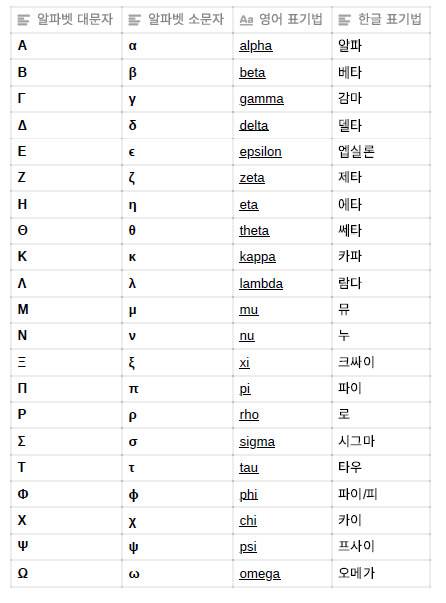 알파벳 대문자 알파벳 소문자 Aa 영어 표기법 한글 표기법
Α α alpha 알파
Β β beta 베타
Γ γ gamma 감마
Δ δ delta 델타
Ε ϵ epsilon 엡실론
Ζ ζ zeta 제타
Η η eta 에타
Θ θ theta 쎄타
Κ κ kappa 카파
Λ λ lambda 람다
Μ μ mu 뮤
Ν ν nu 누
Ξ ξ xi 크싸이
Π π pi 파이
Ρ ρ rho 로
Σ σ sigma 시그마
Τ τ tau 타우
Φ ϕ phi 파이/피
Χ χ chi 카이
Ψ ψ psi 프사이
Ω ω omega 오메가